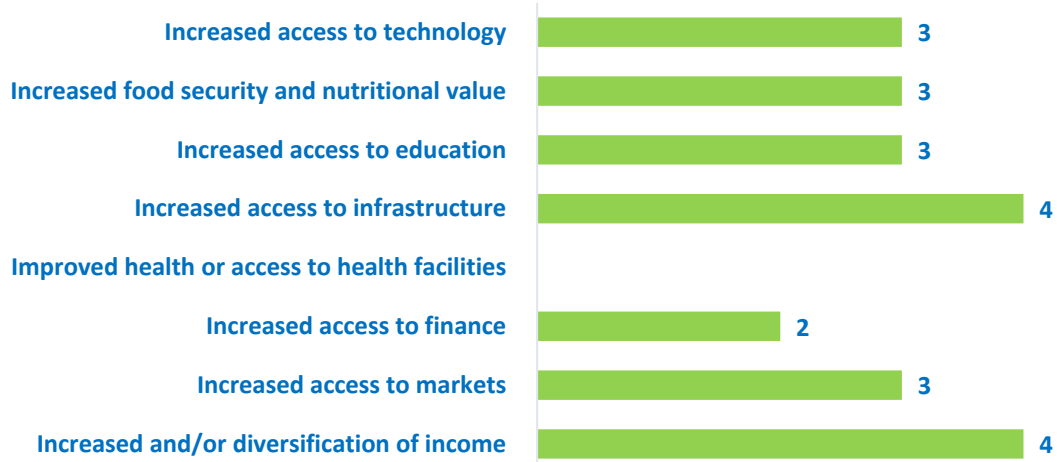 Increased access to technology 3
Increased food security and nutritional value 3
Increased access to education 3
Increased access to infrastructure 4
Improved health or access to health facilities
Increased access to finance 2
Increased access to markets 3
Increased and/or diversification of income 4